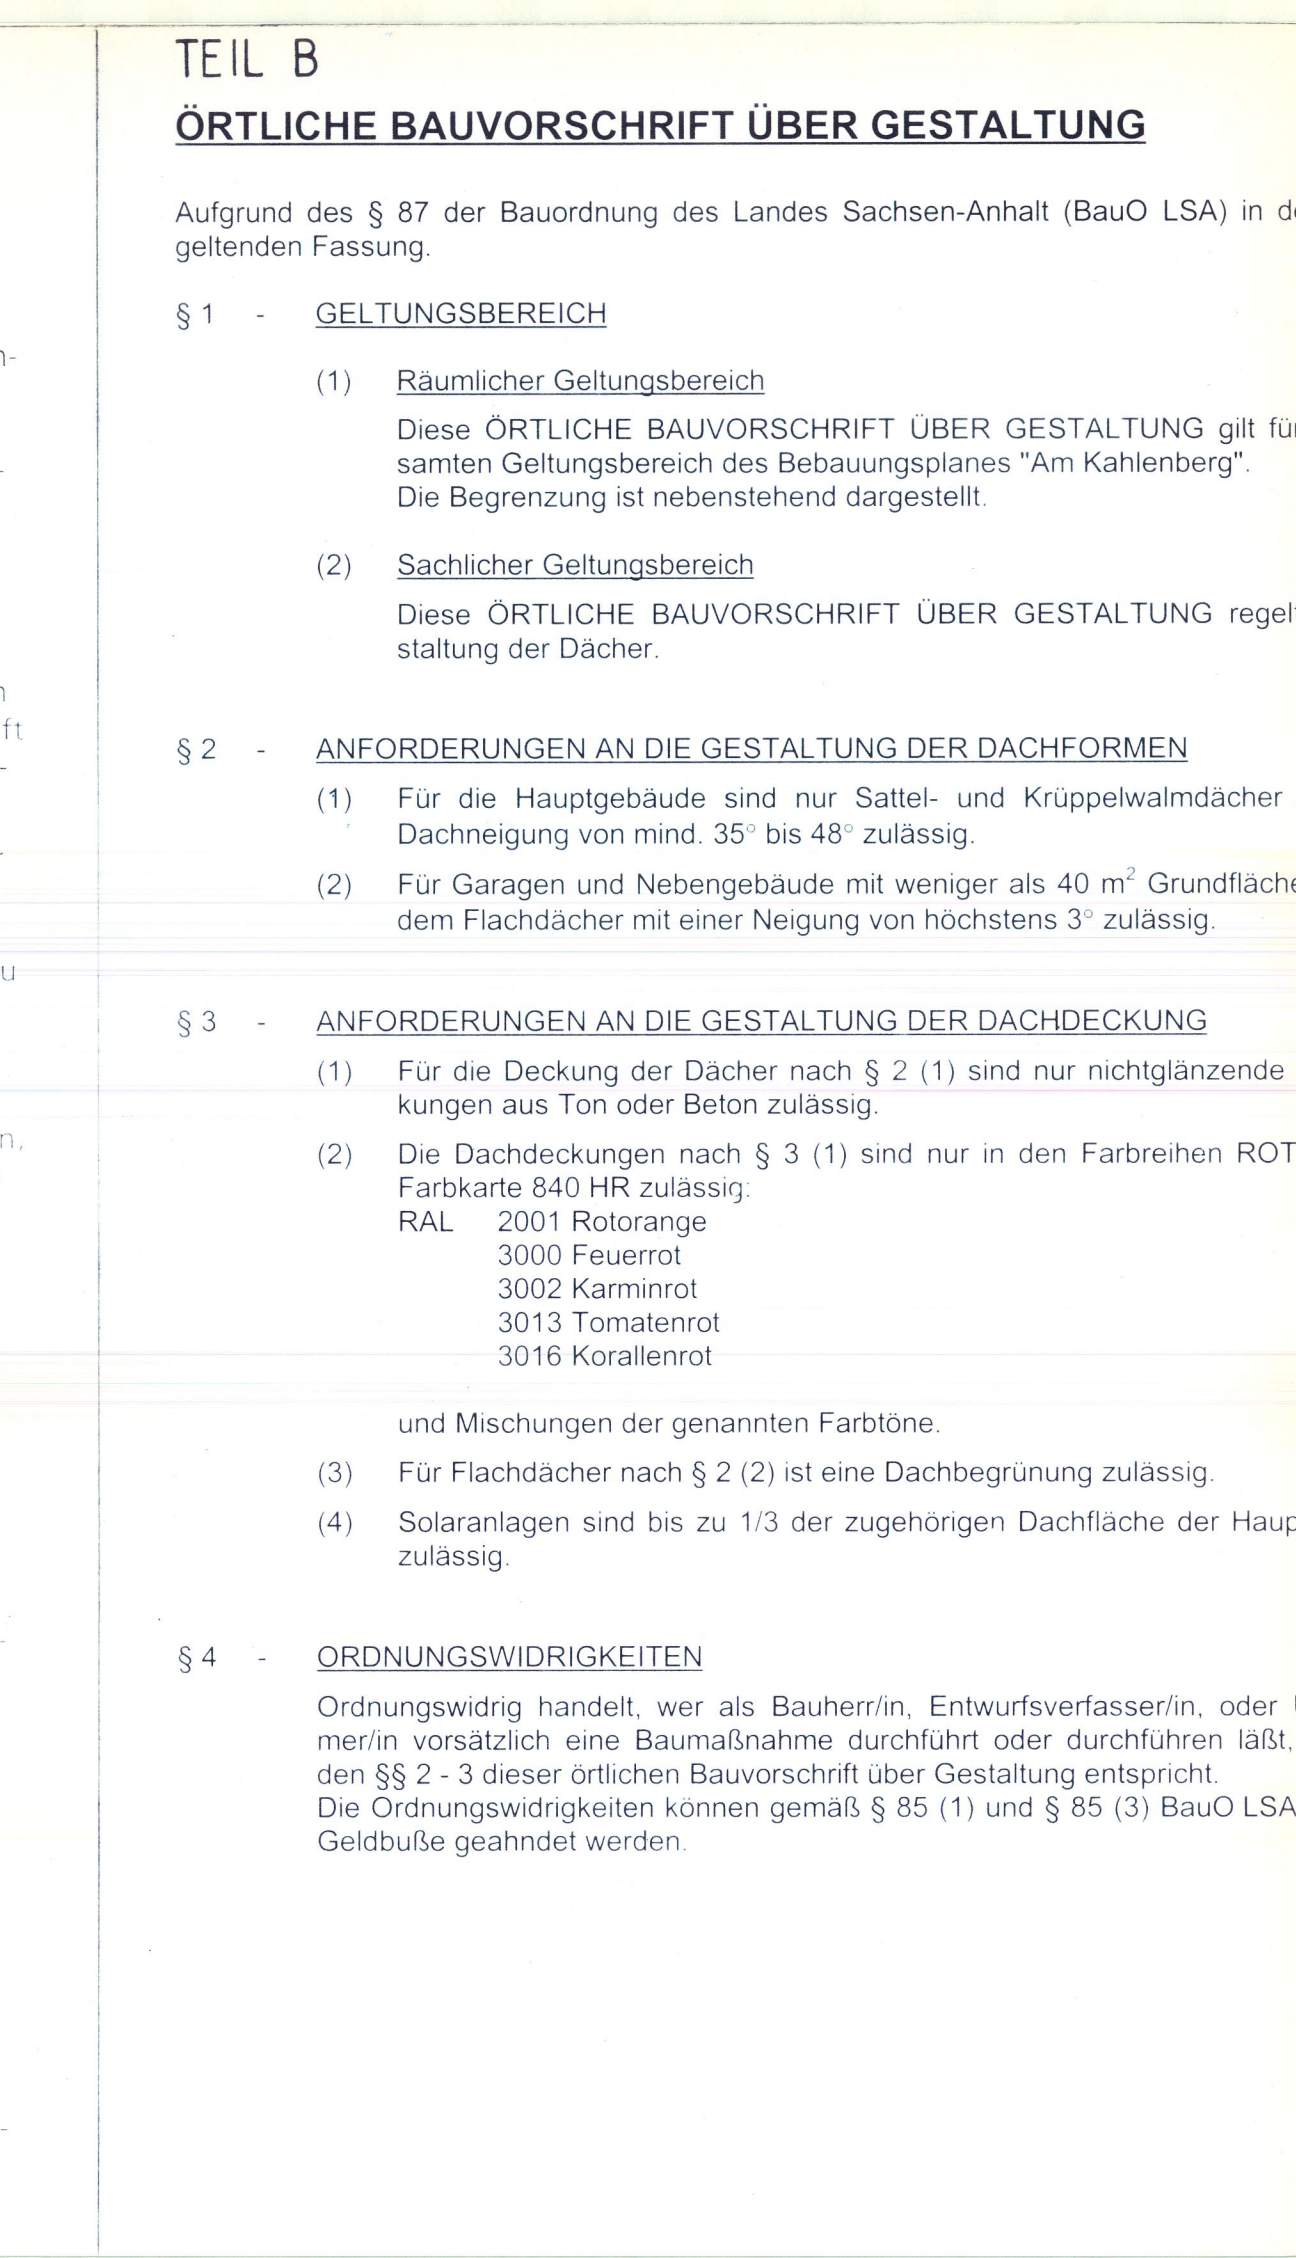 TEIL B
ÖRTLICHE BAUVORSCHRIFT ÜBER GESTALTUNG
Aufgrund des § 87 der Bauordnung des Landes Sachsen-Anhalt (BauO LSA) in
geltenden Fassung.
§ 1 - GELTUNGSBEREICH
(1) Räumlicher Geltungsbereich
Diese ÖRTLICHE BAUVORSCHRIFT ÜBER GESTALTUNG gilt für
samten Geltungsbereich des Bebauungsplanes "Am Kahlenberg".
Die Begrenzung ist nebenstehend dargestellt.
(2) Sachlicher Geltungsbereich
Diese ÖRTLICHE BAUVORSCHRIFT ÜBER GESTALTUNG regelt
staltung der Dächer.
§ 2 - ANFORDERUNGEN AN DIE GESTALTUNG DER DACHFORMEN
(1) Für die Hauptgebäude sind nur Sattel- und Krüppelwalmdächer
Dachneigung von mind. 35° bis 48° zulässig.
(2) Für Garagen und Nebengebäude mit weniger als 40 m² Grundfläche
dem Flachdächer mit einer Neigung von höchstens 3° zulässig.
§ 3 - ANFORDERUNGEN AN DIE GESTALTUNG DER DACHDECKUNG
(1) Für die Deckung der Dächer nach § 2 (1) sind nur nichtglänzende
kungen aus Ton oder Beton zulässig.
(2) Die Dachdeckungen nach § 3 (1) sind nur in den Farbreihen ROT
Farbkarte 840 HR zulässig:
RAL 2001 Rotorange
3000 Feuerrot
3002 Karminrot
3013 Tomatenrot
3016 Korallenrot
und Mischungen der genannten Farbtöne.
(3) Für Flachdächer nach § 2 (2) ist eine Dachbegrünung zulässig.
(4) Solaranlagen sind bis zu 1/3 der zugehörigen Dachfläche der Haup
zulässig.
§ 4 - ORDNUNGSWIDRIGKEITEN
Ordnungswidrig handelt, wer als Bauherr/in, Entwurfsverfasser/in, oder
mer/in vorsätzlich eine Baumaßnahme durchführt oder durchführen läßt,
den §§ 2 - 3 dieser örtlichen Bauvorschrift über Gestaltung entspricht.
Die Ordnungswidrigkeiten können gemäß § 85 (1) und § 85 (3) BauO LSA
Geldbuße geahndet werden.